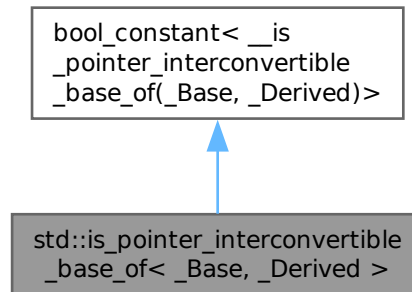 bool_constant< __is
_pointer_interconvertible
_base_of(_Base, _Derived)>
std::is_pointer_interconvertible
_base_of< _Base, _Derived >